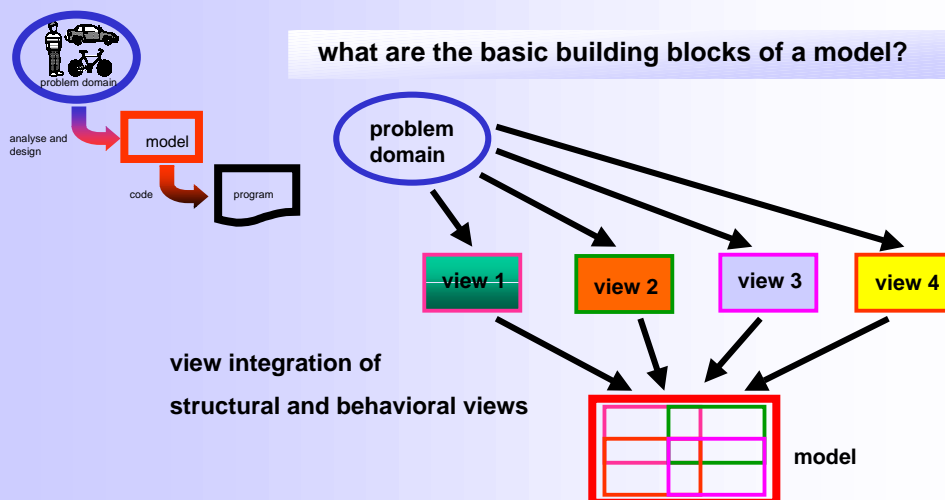 what are the basic building blocks of a model?
problem domain
analyse and
design
model
code
program
problem
domain
view 1
view 2
view 3
view 4
view integration of
structural and behavioral views
model